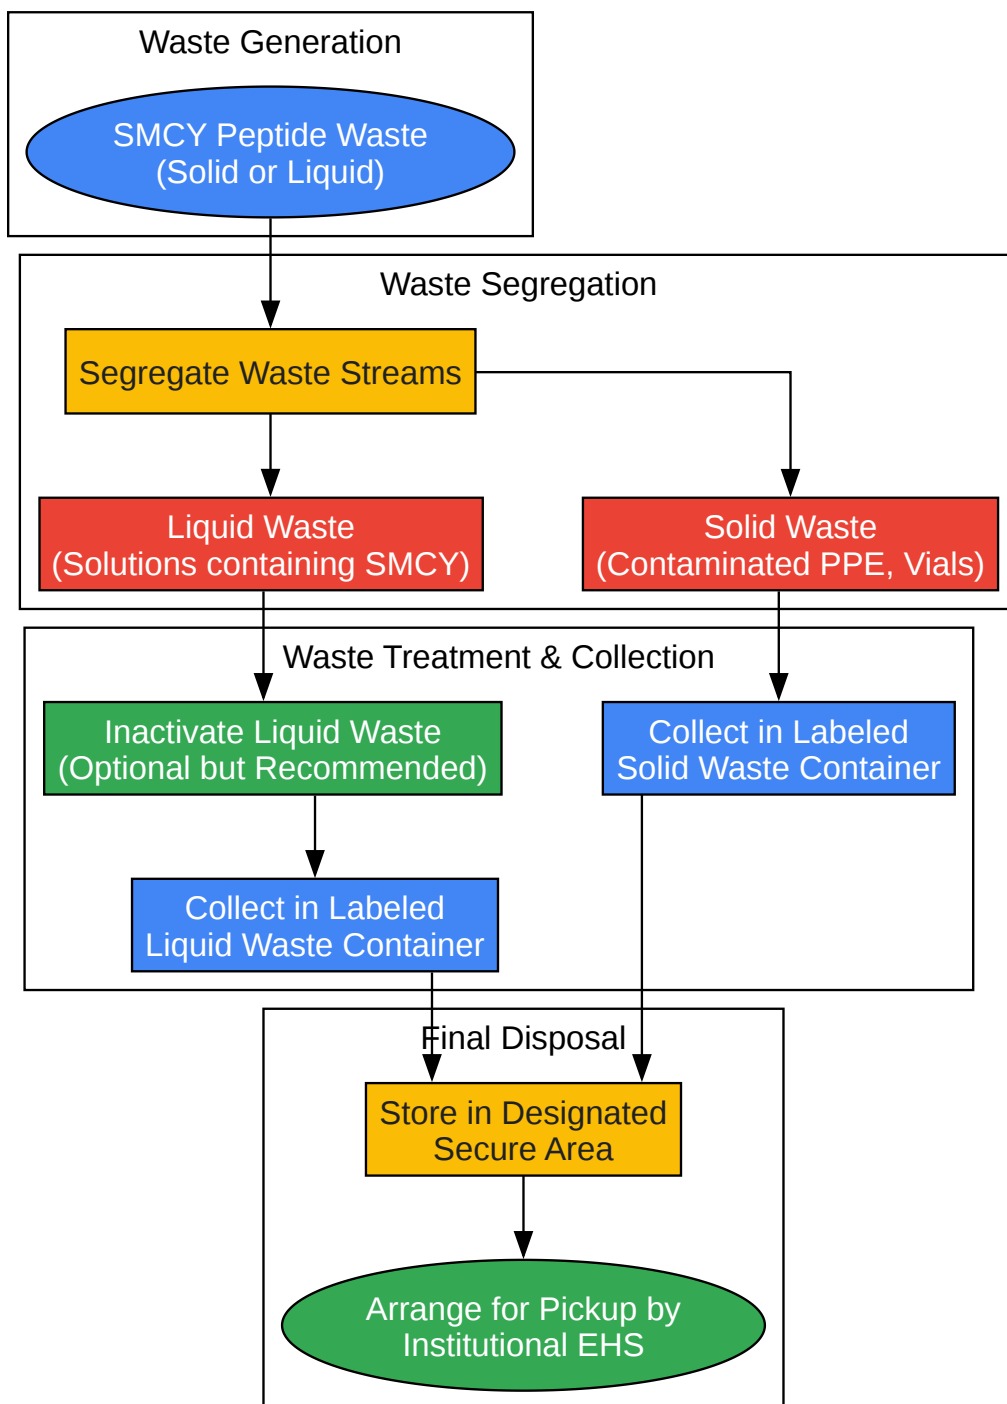 Waste Generation
SMCY Peptide Waste
(Solid or Liquid)
Waste Segregation
Segregate Waste Streams
Liquid Waste
(Solutions containing SMCY)
Solid Waste
(Contaminated PPE, Vials)
Waste Treatment & Collection
Inactivate Liquid Waste
(Optional but Recommended)
Collect in Labeled
Solid Waste Container
Collect in Labeled
Liquid Waste Container
Final Disposal
Store in Designated
Secure Area
Arrange for Pickup by
Institutional EHS